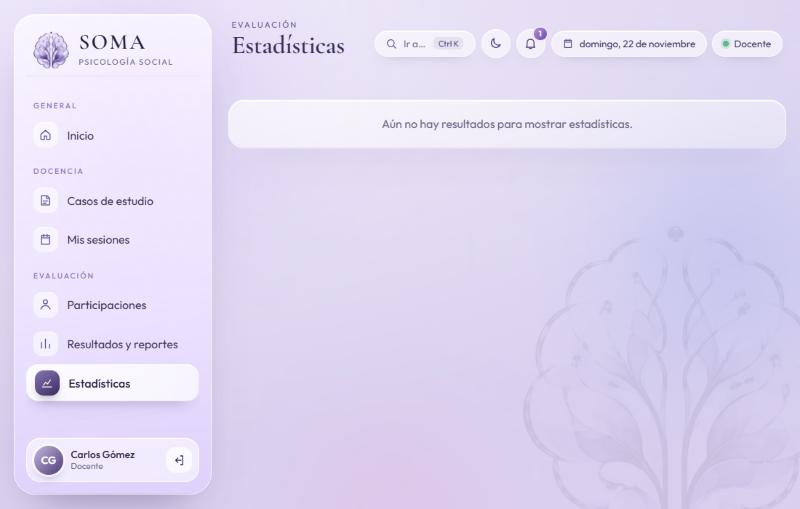 SOMA
PSICOLOGÍA SOCIAL
GENERAL
Inicio
DOCENCIA
Casos de estudio
Mis sesiones
EVALUACIÓN
Participaciones
Resultados y reportes
Estadísticas
CG
Carlos Gómez
Docente
EVALUACIÓN
Estadísticas
Ir a... Ctrl K
1
domingo, 22 de noviembre
Docente
Aún no hay resultados para mostrar estadísticas.